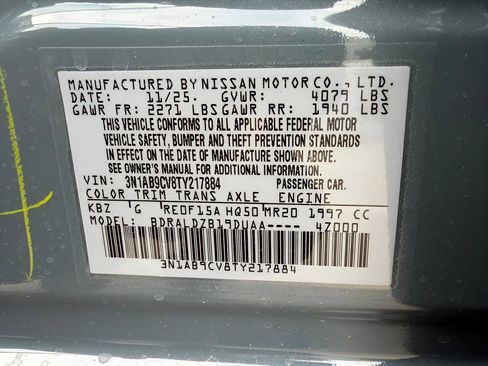 MANUFACTURED BY NISSAN MOTOR CO., LTD.
DATE: 11/25. GVWR: 4079 LBS
GAWR FR: 2271 LBS GAWR RR: 1940 LBS
THIS VEHICLE CONFORMS TO ALL APPLICABLE FEDERAL MOTOR
VEHICLE SAFETY, BUMPER AND THEFT PREVENTION STANDARDS
IN EFFECT ON THE DATE OF MANUFACTURE SHOWN ABOVE.
SEE OWNER'S MANUAL FOR ADDITIONAL INFORMATION.
VIN: 3N1AB9CV8TY217884 PASSENGER CAR.
COLOR TRIM TRANS AXLE ENGINE
KBZ G RE0F15A HQ50 MR20 1997 CC
MODEL: BDRALDZB19DUAA---- 4Z000
3N1AB9CV8TY217884